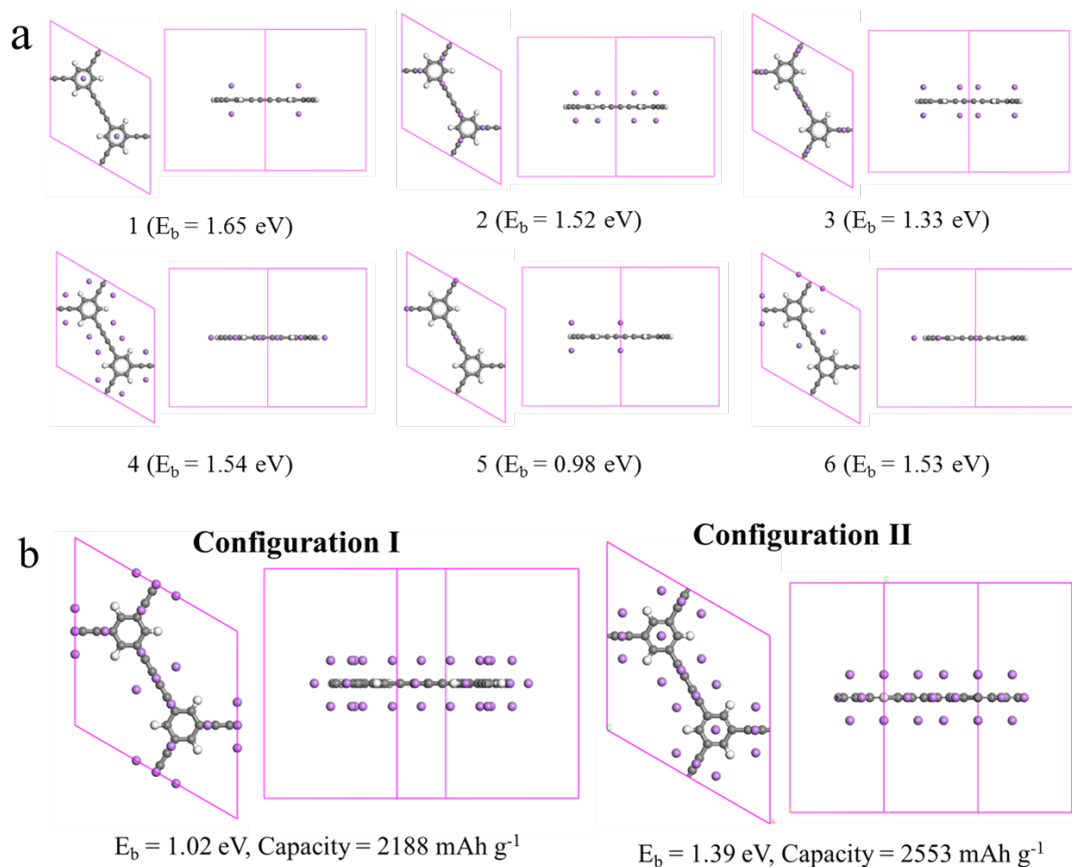 a
1 (E_b = 1.65 eV)
2 (E_b = 1.52 eV)
3 (E_b = 1.33 eV)
4 (E_b = 1.54 eV)
5 (E_b = 0.98 eV)
6 (E_b = 1.53 eV)
b
Configuration I
Configuration II
E_b = 1.02 eV, Capacity = 2188 mAh g⁻¹
E_b = 1.39 eV, Capacity = 2553 mAh g⁻¹